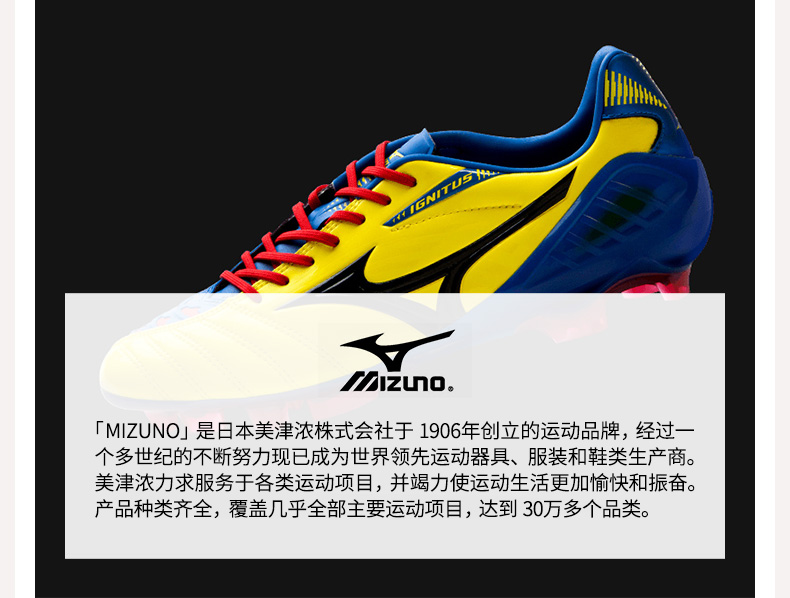 IGNITUS
MIZUNO®
「MIZUNO」是日本美津浓株式会社于 1906年创立的运动品牌，经过一
个多世纪的不断努力现已成为世界领先运动器具、服装和鞋类生产商。
美津浓力求服务于各类运动项目，并竭力使运动生活更加愉快和振奋。
产品种类齐全，覆盖几乎全部主要运动项目，达到 30万多个品类。